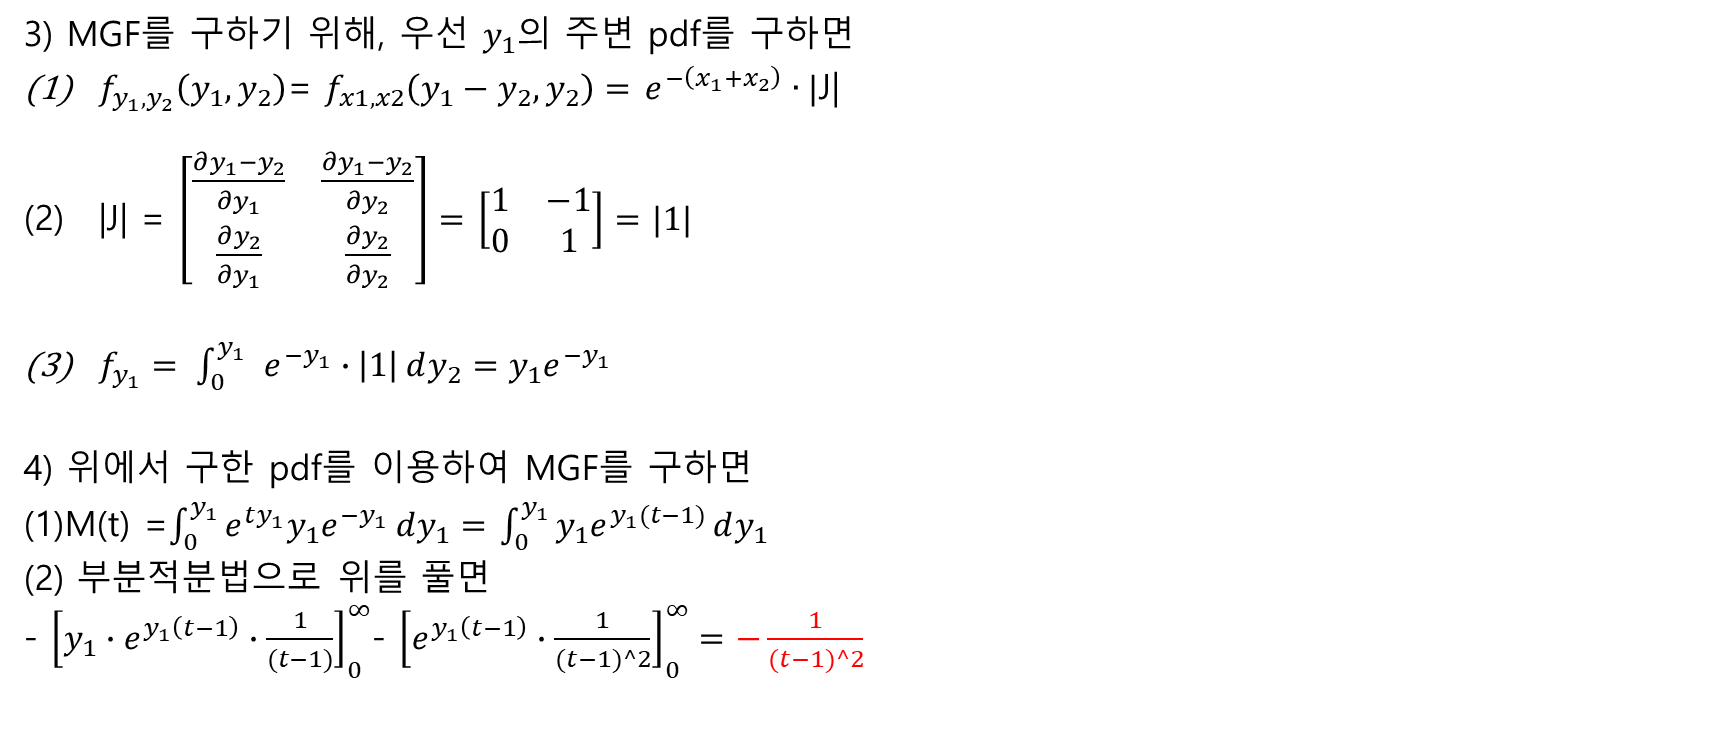 3) MGF를 구하기 위해, 우선 y₁의 주변 pdf를 구하면
(1) f_{y₁,y₂}(y₁, y₂)= f_{x1,x2}(y₁ − y₂, y₂) = e^{−(x₁+x₂)} · |J|
(2) |J| = [∂y₁−y₂/∂y₁ ∂y₁−y₂/∂y₂ ; ∂y₂/∂y₁ ∂y₂/∂y₂] = [1 −1 ; 0 1] = |1|
(3) f_{y₁} = ∫₀^{y₁} e^{−y₁} · |1| dy₂ = y₁e^{−y₁}
4) 위에서 구한 pdf를 이용하여 MGF를 구하면
(1)M(t) =∫₀^{y₁} e^{ty₁}y₁e^{−y₁} dy₁ = ∫₀^{y₁} y₁e^{y₁(t−1)} dy₁
(2) 부분적분법으로 위를 풀면
- [y₁ · e^{y₁(t−1)} · 1/(t−1)]₀^∞ - [e^{y₁(t−1)} · 1/(t−1)^2]₀^∞ = − 1/(t−1)^2